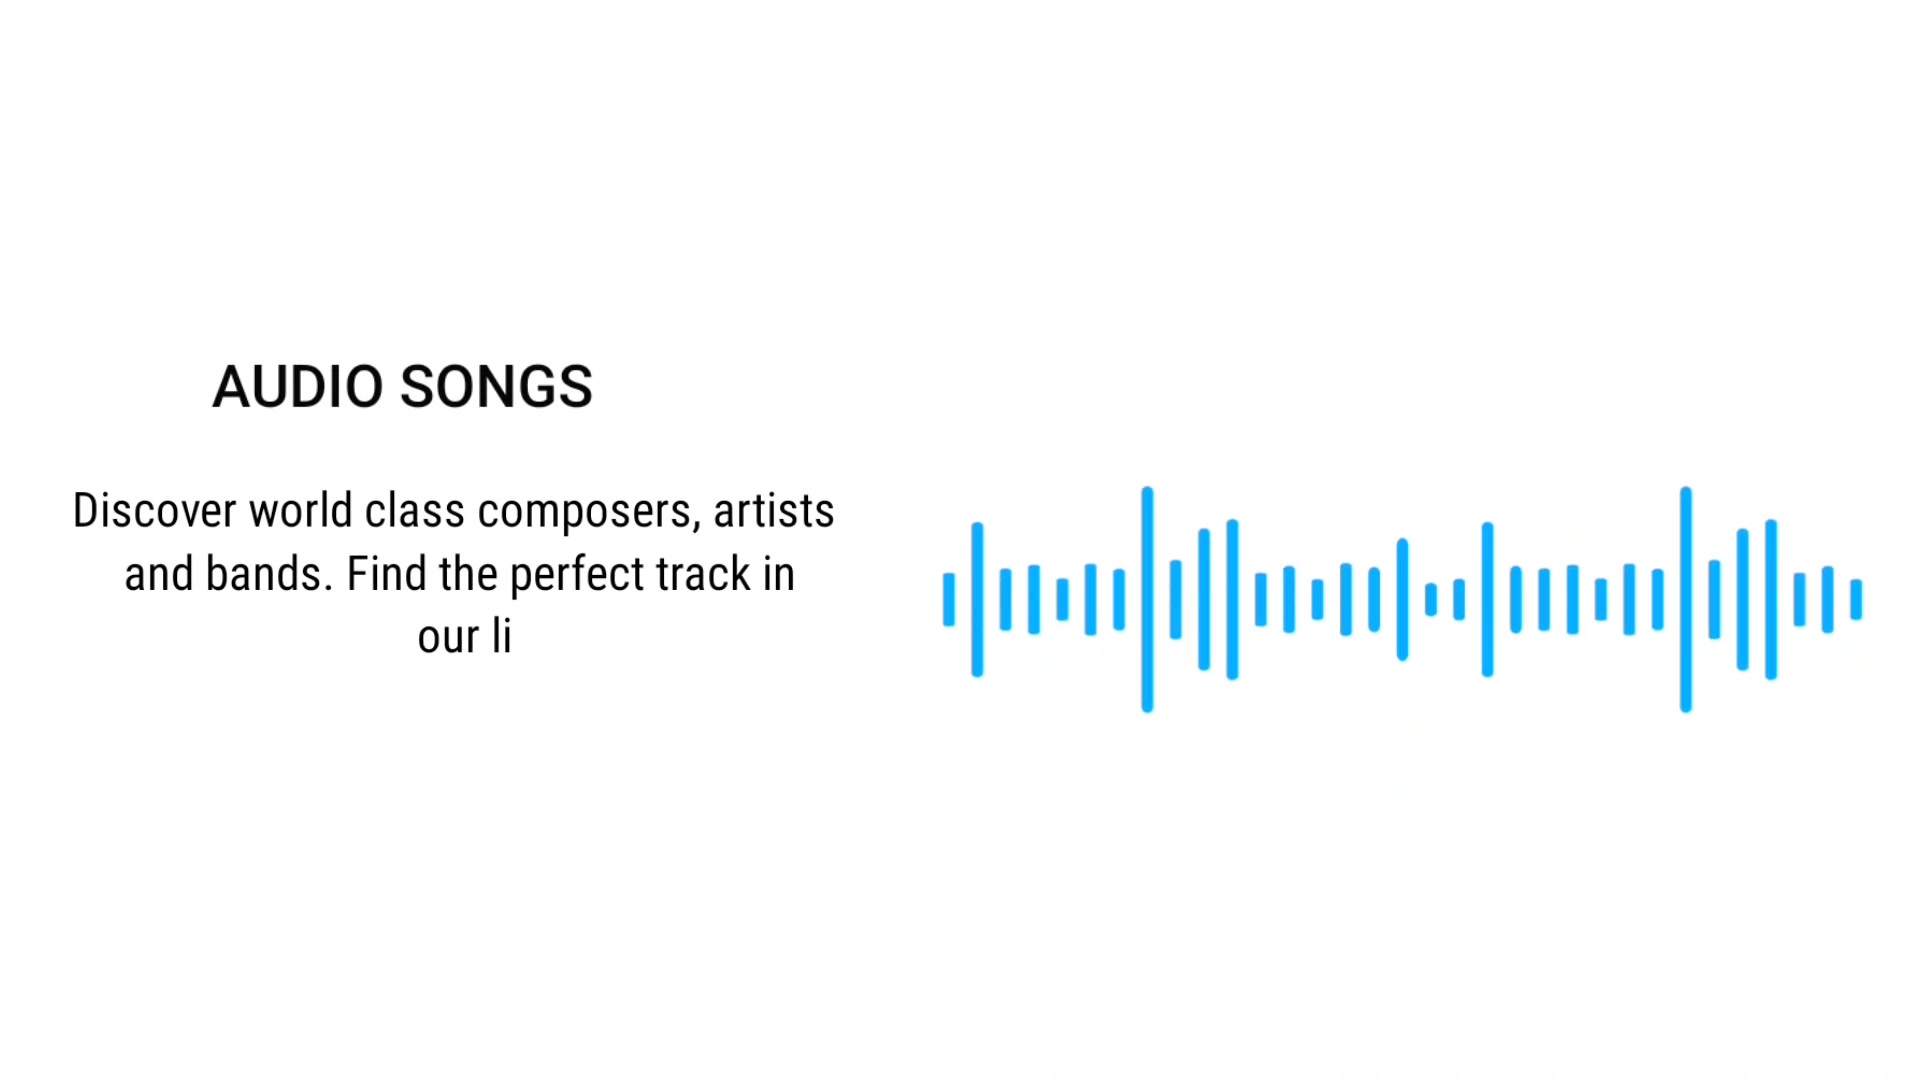 AUDIO SONGS
Discover world class composers, artists
and bands. Find the perfect track in
our li